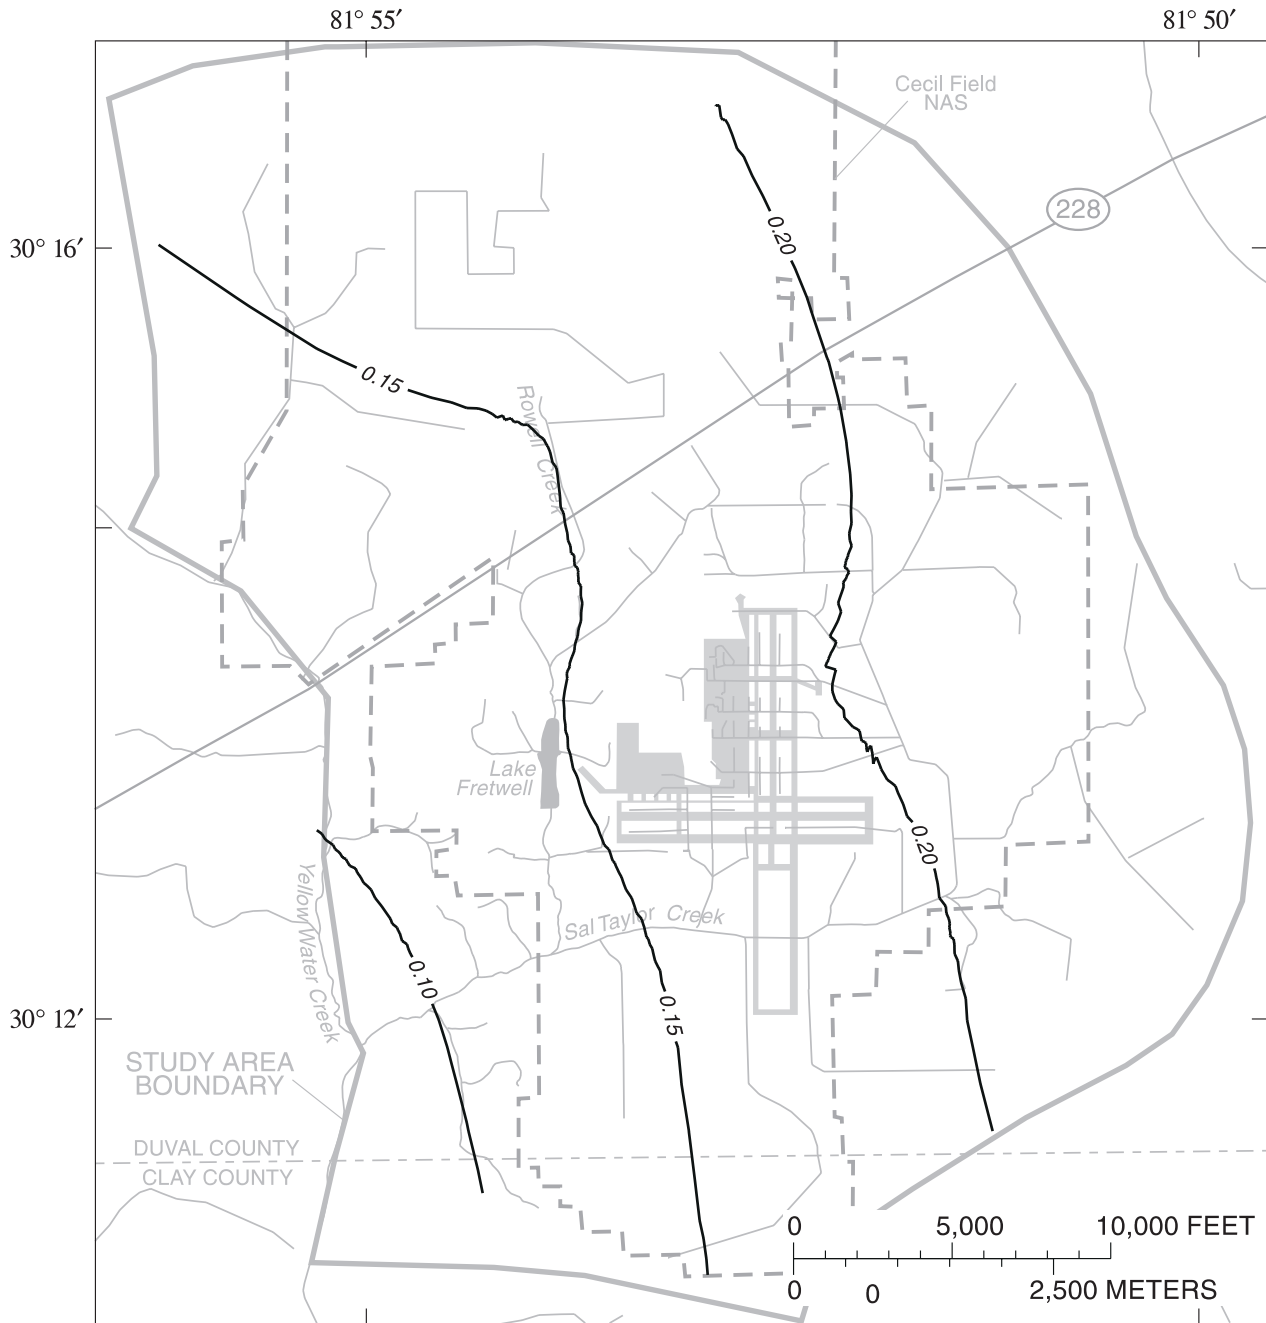 81° 55′
81° 50′
Cecil Field
NAS
228
0.20
30° 16′
0.15
Rowell Creek
Lake
Fretwell
0.20
Yellow Water Creek
Sal Taylor Creek
0.10
0.15
30° 12′
STUDY AREA
BOUNDARY
DUVAL COUNTY
CLAY COUNTY
0 5,000 10,000 FEET
0 0 2,500 METERS